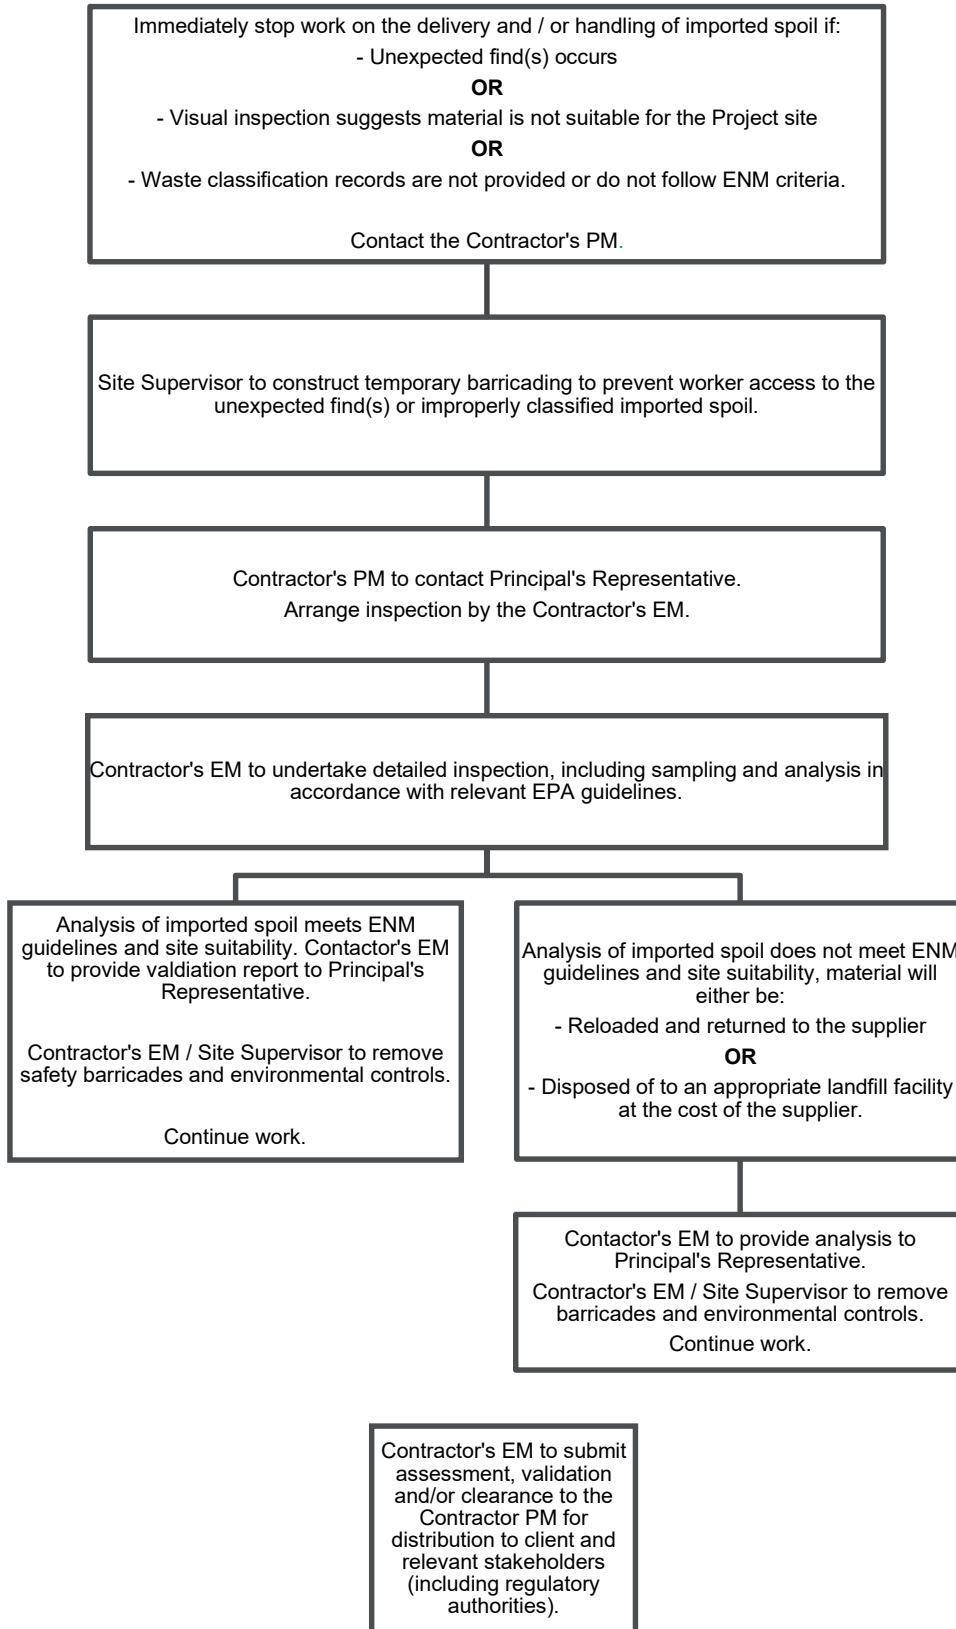 Immediately stop work on the delivery and / or handling of imported spoil if:
- Unexpected find(s) occurs
OR
- Visual inspection suggests material is not suitable for the Project site
OR
- Waste classification records are not provided or do not follow ENM criteria.
Contact the Contractor's PM.
Site Supervisor to construct temporary barricading to prevent worker access to the
unexpected find(s) or improperly classified imported spoil.
Contractor's PM to contact Principal's Representative.
Arrange inspection by the Contractor's EM.
Contractor's EM to undertake detailed inspection, including sampling and analysis in
accordance with relevant EPA guidelines.
Analysis of imported spoil meets ENM
guidelines and site suitability. Contactor's EM
to provide valdiation report to Principal's
Representative.
Contractor's EM / Site Supervisor to remove
safety barricades and environmental controls.
Continue work.
Analysis of imported spoil does not meet ENM
guidelines and site suitability, material will
either be:
- Reloaded and returned to the supplier
OR
- Disposed of to an appropriate landfill facility
at the cost of the supplier.
Contactor's EM to provide analysis to
Principal's Representative.
Contractor's EM / Site Supervisor to remove
barricades and environmental controls.
Continue work.
Contractor's EM to submit
assessment, validation
and/or clearance to the
Contractor PM for
distribution to client and
relevant stakeholders
(including regulatory
authorities).